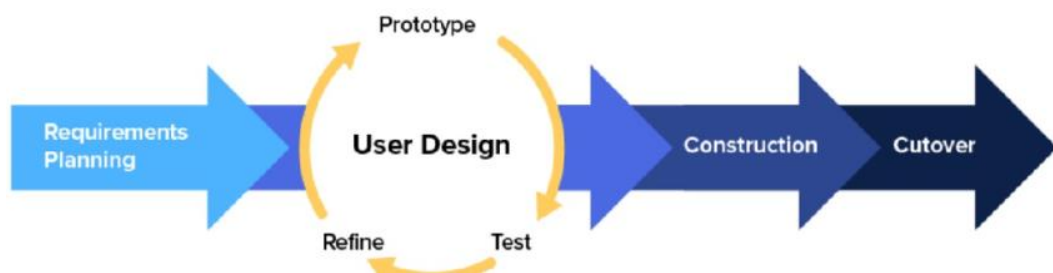 Prototype
Requirements
Planning
User Design
Construction
Cutover
Refine
Test